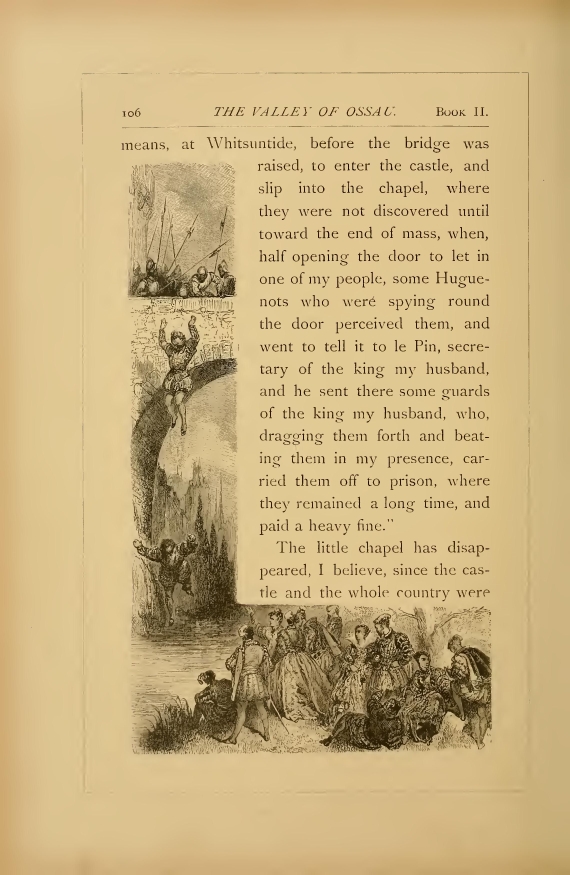 106 THE VALLEY OF OSSAU. BOOK II.
means, at Whitsuntide, before the bridge was
raised, to enter the castle, and
slip into the chapel, where
they were not discovered until
toward the end of mass, when,
half opening the door to let in
one of my people, some Hugue-
nots who weré spying round
the door perceived them, and
went to tell it to le Pin, secre-
tary of the king my husband,
and he sent there some guards
of the king my husband, who,
dragging them forth and beat-
ing them in my presence, car-
ried them off to prison, where
they remained a long time, and
paid a heavy fine."
The little chapel has disap-
peared, I believe, since the cas-
tle and the whole country were